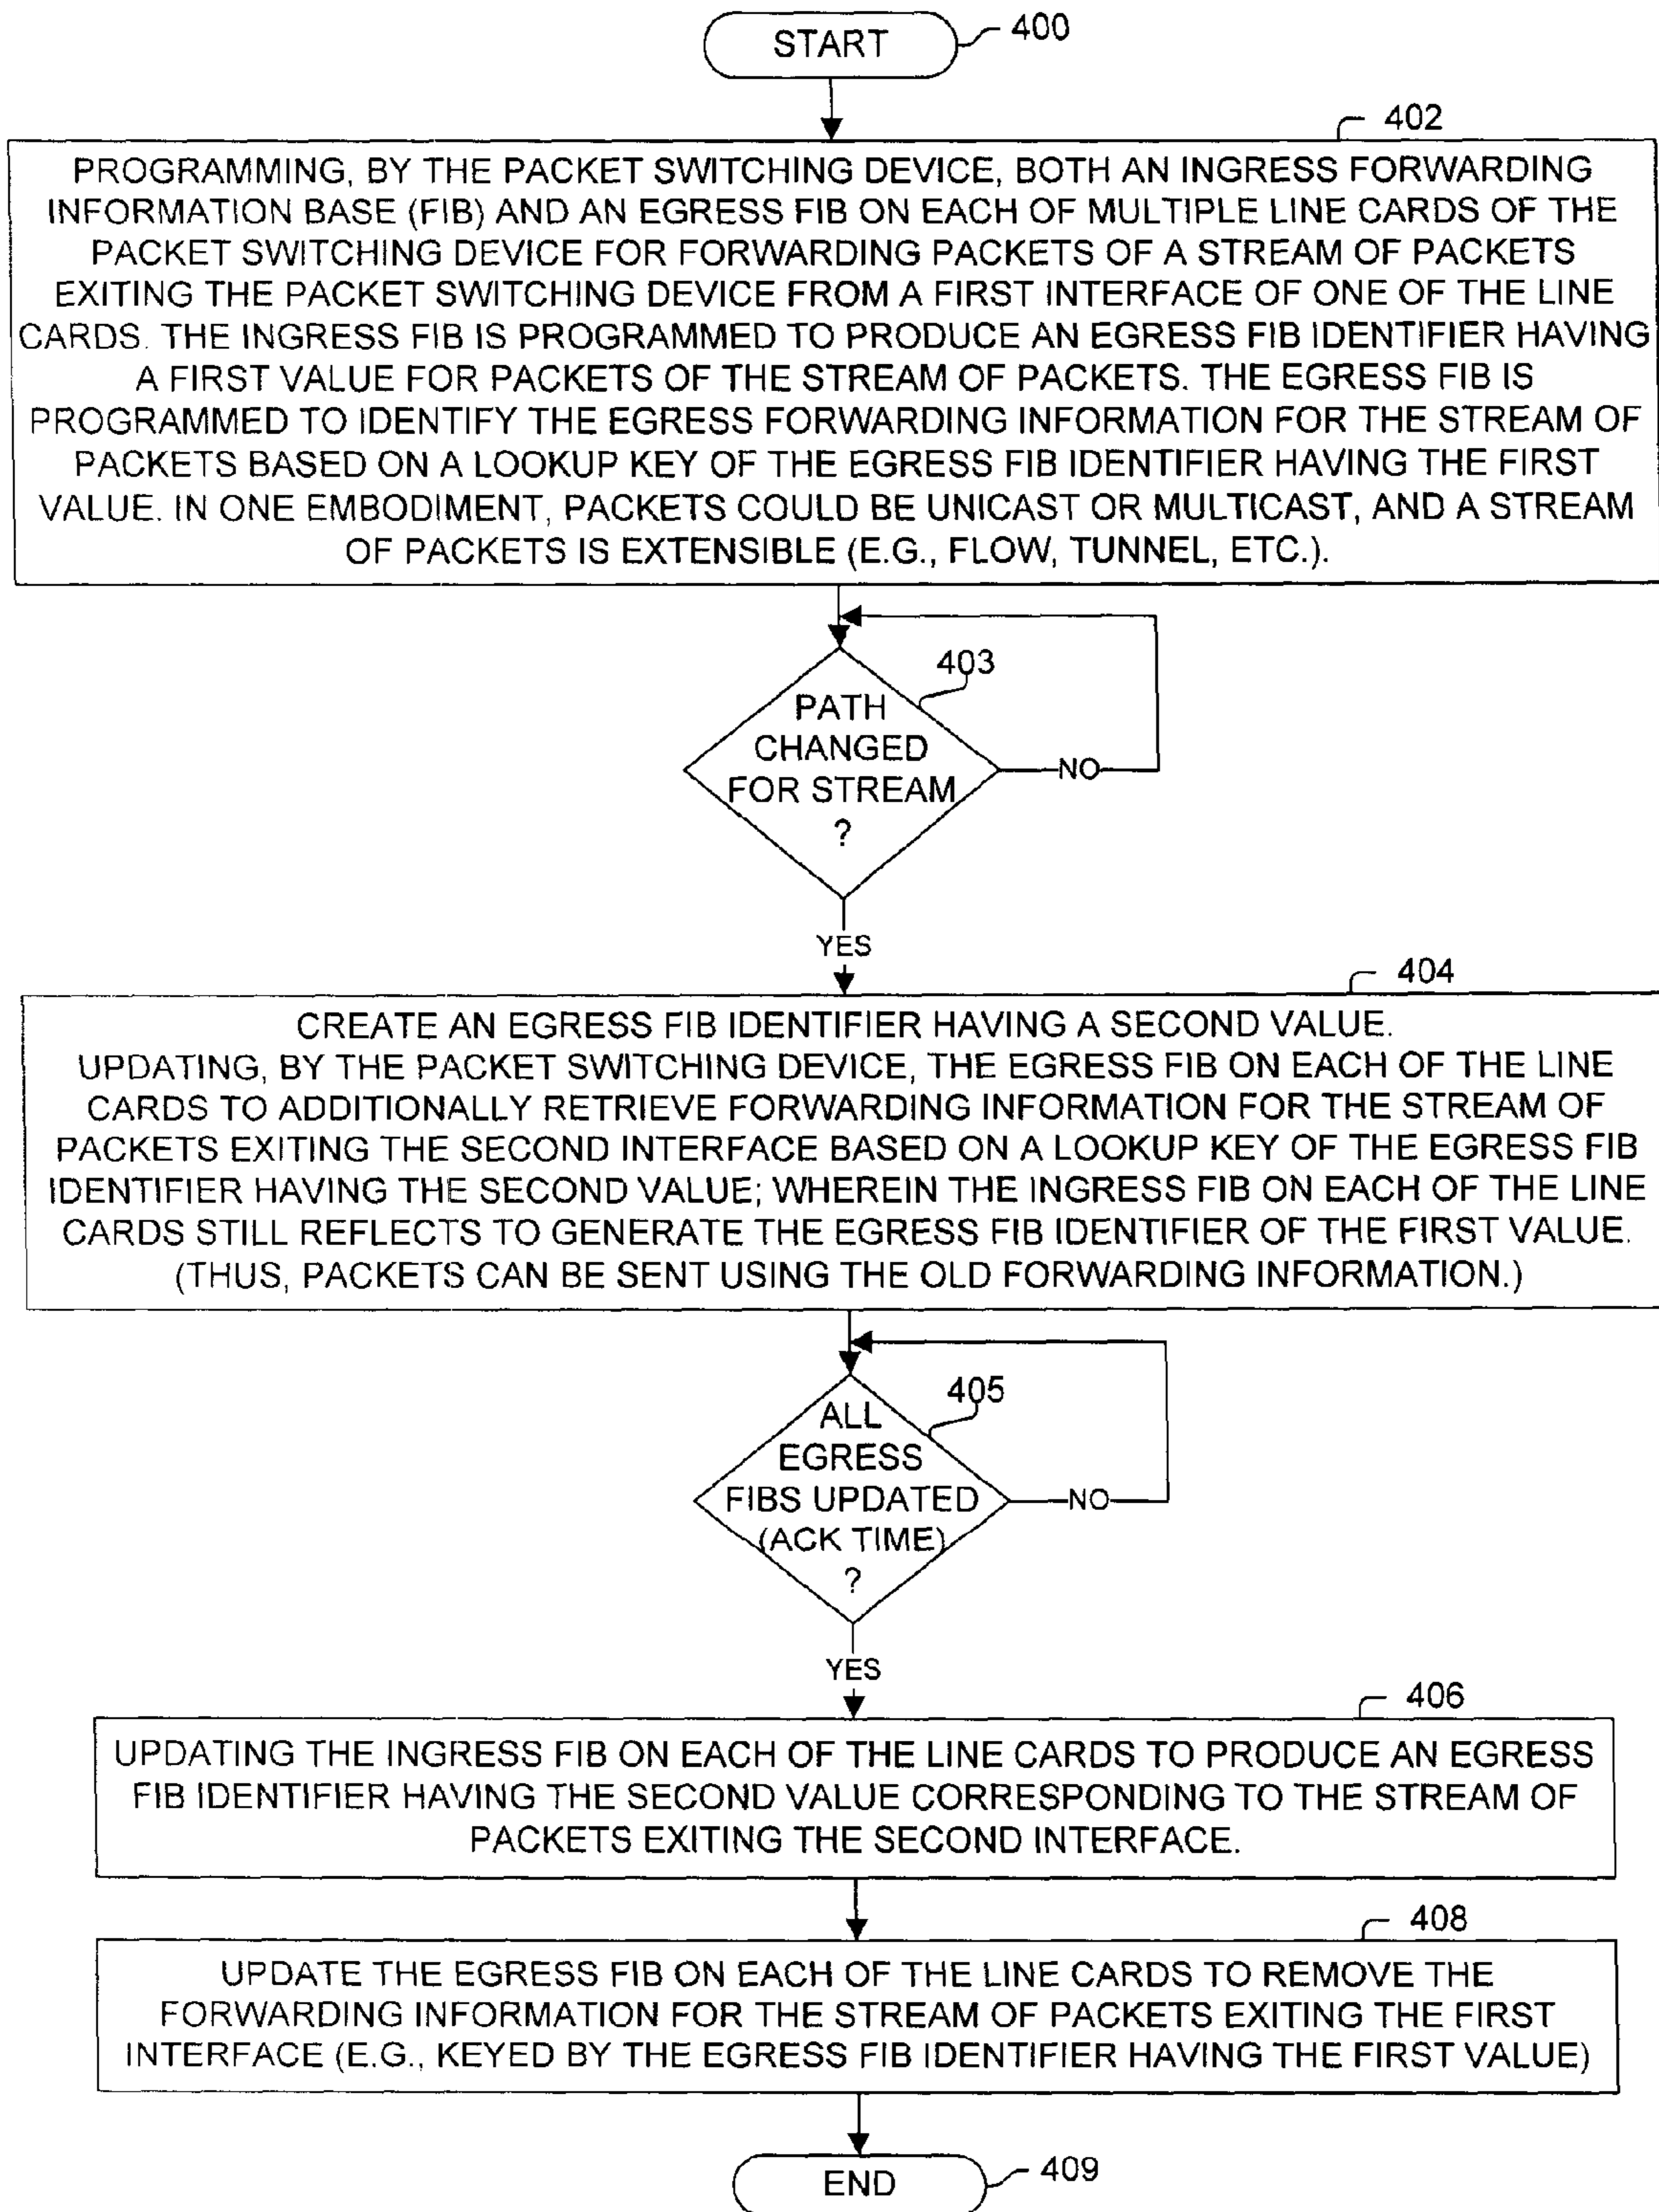 START
400
402
PROGRAMMING, BY THE PACKET SWITCHING DEVICE, BOTH AN INGRESS FORWARDING
INFORMATION BASE (FIB) AND AN EGRESS FIB ON EACH OF MULTIPLE LINE CARDS OF THE
PACKET SWITCHING DEVICE FOR FORWARDING PACKETS OF A STREAM OF PACKETS
EXITING THE PACKET SWITCHING DEVICE FROM A FIRST INTERFACE OF ONE OF THE LINE
CARDS. THE INGRESS FIB IS PROGRAMMED TO PRODUCE AN EGRESS FIB IDENTIFIER HAVING
A FIRST VALUE FOR PACKETS OF THE STREAM OF PACKETS. THE EGRESS FIB IS
PROGRAMMED TO IDENTIFY THE EGRESS FORWARDING INFORMATION FOR THE STREAM OF
PACKETS BASED ON A LOOKUP KEY OF THE EGRESS FIB IDENTIFIER HAVING THE FIRST
VALUE. IN ONE EMBODIMENT, PACKETS COULD BE UNICAST OR MULTICAST, AND A STREAM
OF PACKETS IS EXTENSIBLE (E.G., FLOW, TUNNEL, ETC.).
403
PATH
CHANGED
FOR STREAM
?
NO
YES
404
CREATE AN EGRESS FIB IDENTIFIER HAVING A SECOND VALUE.
UPDATING, BY THE PACKET SWITCHING DEVICE, THE EGRESS FIB ON EACH OF THE LINE
CARDS TO ADDITIONALLY RETRIEVE FORWARDING INFORMATION FOR THE STREAM OF
PACKETS EXITING THE SECOND INTERFACE BASED ON A LOOKUP KEY OF THE EGRESS FIB
IDENTIFIER HAVING THE SECOND VALUE; WHEREIN THE INGRESS FIB ON EACH OF THE LINE
CARDS STILL REFLECTS TO GENERATE THE EGRESS FIB IDENTIFIER OF THE FIRST VALUE.
(THUS, PACKETS CAN BE SENT USING THE OLD FORWARDING INFORMATION.)
405
ALL
EGRESS
FIBS UPDATED
(ACK TIME)
?
NO
YES
406
UPDATING THE INGRESS FIB ON EACH OF THE LINE CARDS TO PRODUCE AN EGRESS
FIB IDENTIFIER HAVING THE SECOND VALUE CORRESPONDING TO THE STREAM OF
PACKETS EXITING THE SECOND INTERFACE.
408
UPDATE THE EGRESS FIB ON EACH OF THE LINE CARDS TO REMOVE THE
FORWARDING INFORMATION FOR THE STREAM OF PACKETS EXITING THE FIRST
INTERFACE (E.G., KEYED BY THE EGRESS FIB IDENTIFIER HAVING THE FIRST VALUE)
END
409